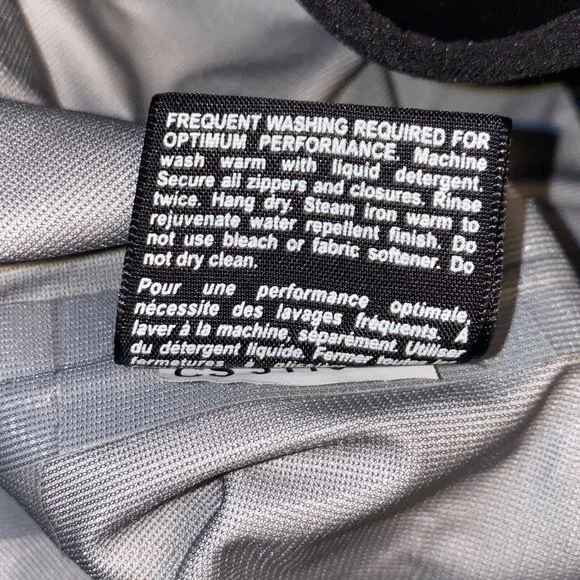 FREQUENT WASHING REQUIRED FOR
OPTIMUM PERFORMANCE. Machine
wash warm with liquid detergent.
Secure all zippers and closures. Rinse
twice. Hang dry. Steam iron warm to
rejuvenate water repellent finish. Do
not use bleach or fabric softener. Do
not dry clean.
Pour une performance optimale,
nécessite des lavages fréquents. À
laver à la machine, séparément. Utiliser
du détergent liquide. Fermer
fermetures